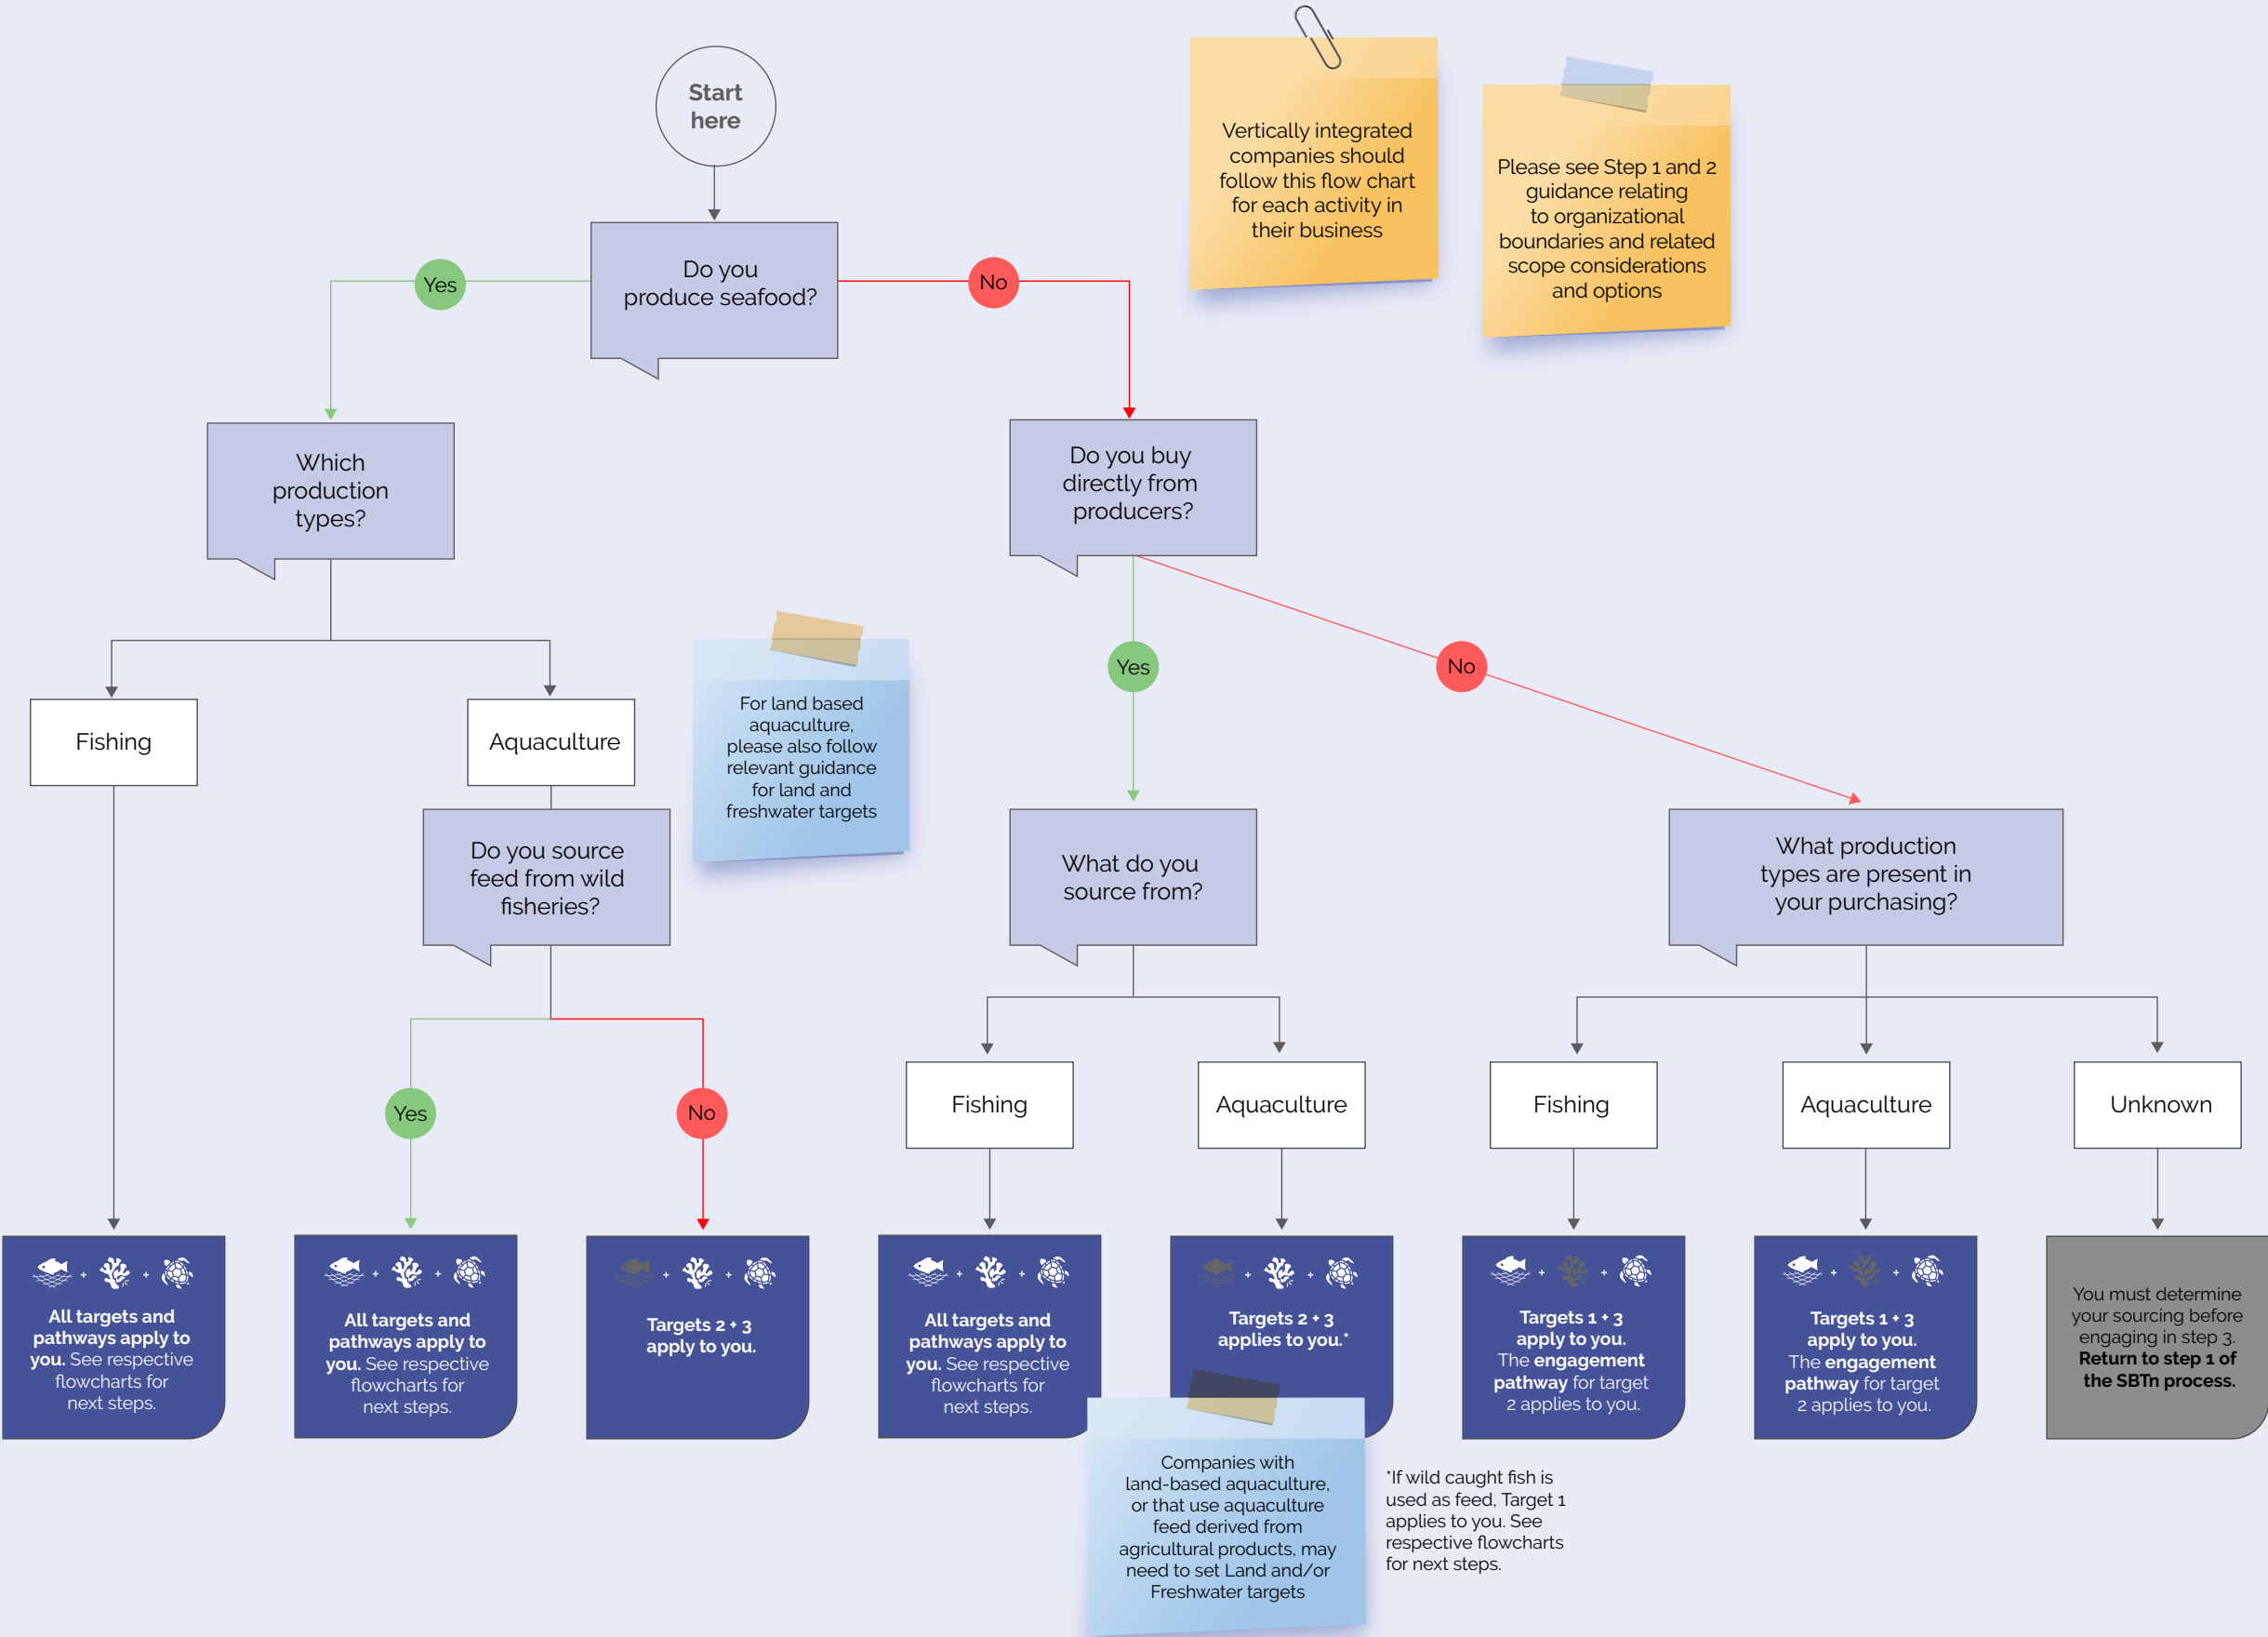 Start
here
Vertically integrated
companies should
follow this flow chart
for each activity in
their business
Please see Step 1 and 2
guidance relating
to organizational
boundaries and related
scope considerations
and options
Do you
produce seafood?
Yes
No
Which
production
types?
Do you buy
directly from
producers?
Yes
No
Fishing
Aquaculture
For land based
aquaculture,
please also follow
relevant guidance
for land and
freshwater targets
Do you source
feed from wild
fisheries?
What do you
source from?
What production
types are present in
your purchasing?
Yes
No
Fishing
Aquaculture
Fishing
Aquaculture
Unknown
+ +
All targets and
pathways apply to
you. See respective
flowcharts for
next steps.
+ +
All targets and
pathways apply to
you. See respective
flowcharts for
next steps.
+ +
Targets 2 + 3
apply to you.
+ +
All targets and
pathways apply to
you. See respective
flowcharts for
next steps.
+ +
Targets 2 + 3
applies to you.*
+ +
Targets 1 + 3
apply to you.
The engagement
pathway for target
2 applies to you.
+ +
Targets 1 + 3
apply to you.
The engagement
pathway for target
2 applies to you.
You must determine
your sourcing before
engaging in step 3.
Return to step 1 of
the SBTn process.
Companies with
land-based aquaculture,
or that use aquaculture
feed derived from
agricultural products, may
need to set Land and/or
Freshwater targets
*If wild caught fish is
used as feed, Target 1
applies to you. See
respective flowcharts
for next steps.